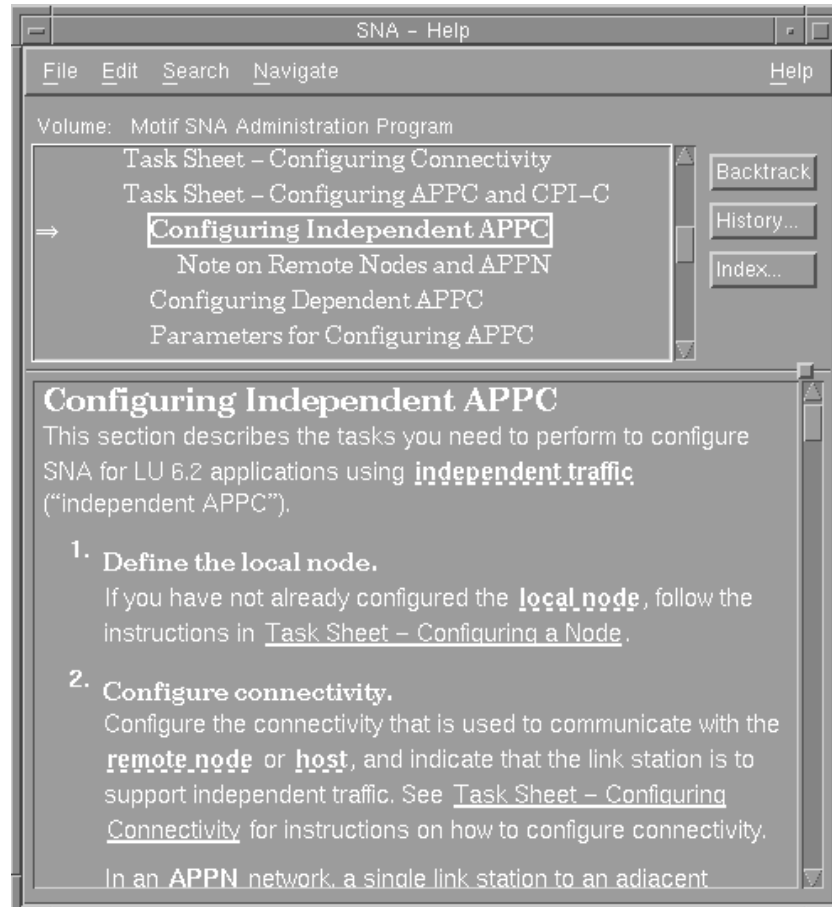 SNA – Help
File Edit Search Navigate Help
Volume: Motif SNA Administration Program
Task Sheet – Configuring Connectivity
Task Sheet – Configuring APPC and CPI–C
⇒ Configuring Independent APPC
Note on Remote Nodes and APPN
Configuring Dependent APPC
Parameters for Configuring APPC
Backtrack
History...
Index...
Configuring Independent APPC
This section describes the tasks you need to perform to configure
SNA for LU 6.2 applications using independent traffic
(“independent APPC”).
1. Define the local node.
If you have not already configured the local node, follow the
instructions in Task Sheet – Configuring a Node.
2. Configure connectivity.
Configure the connectivity that is used to communicate with the
remote node or host, and indicate that the link station is to
support independent traffic. See Task Sheet – Configuring
Connectivity for instructions on how to configure connectivity.
In an APPN network, a single link station to an adjacent